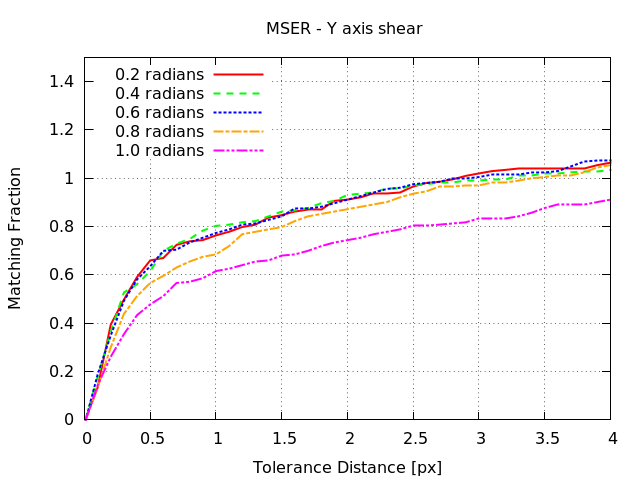 MSER - Y axis shear
0.2 radians
0.4 radians
0.6 radians
0.8 radians
1.0 radians
Matching Fraction
1.4
1.2
1
0.8
0.6
0.4
0.2
0
0 0.5 1 1.5 2 2.5 3 3.5 4
Tolerance Distance [px]